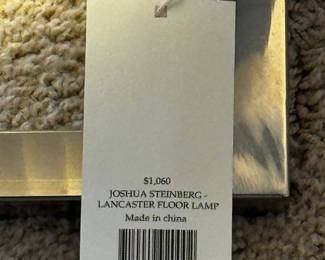 $1,060
JOSHUA STEINBERG -
LANCASTER FLOOR LAMP
Made in china